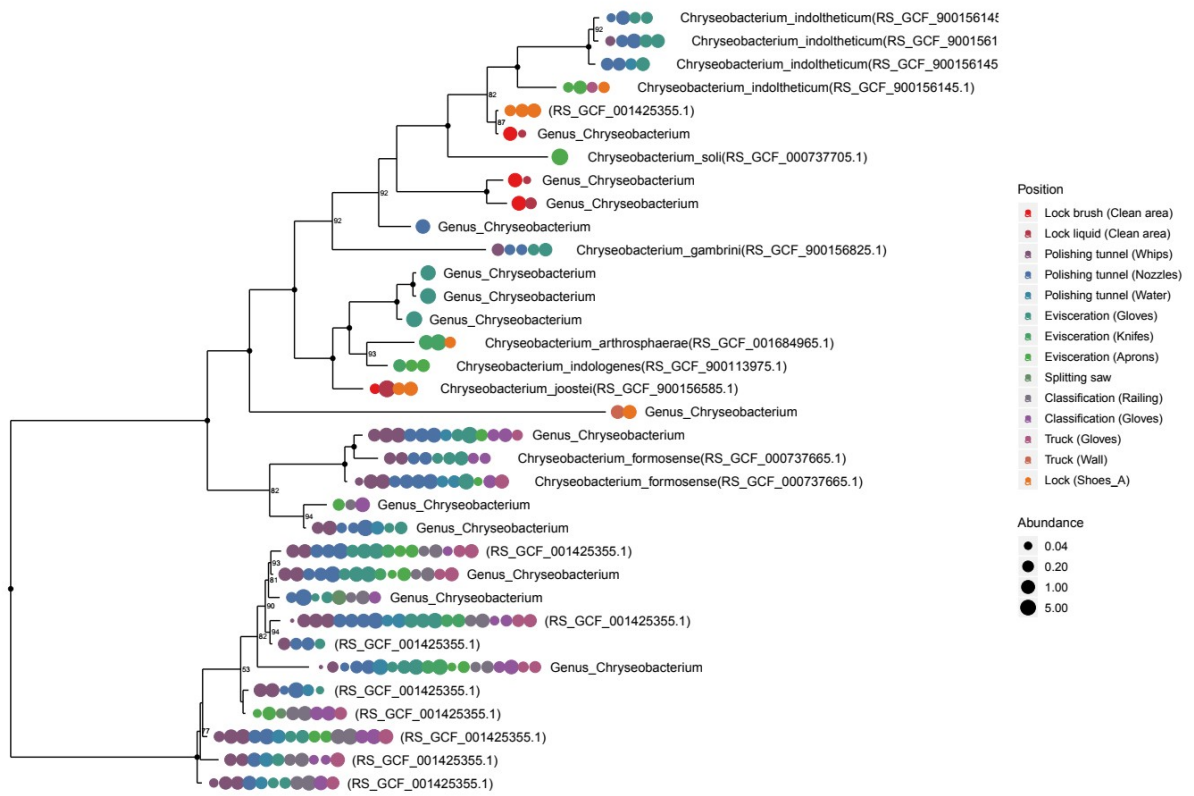 Chryseobacterium_indoltheticum(RS_GCF_900156145
92
Chryseobacterium_indoltheticum(RS_GCF_9001561
Chryseobacterium_indoltheticum(RS_GCF_900156145
Chryseobacterium_indoltheticum(RS_GCF_900156145.1)
82
(RS_GCF_001425355.1)
87
Genus_Chryseobacterium
Chryseobacterium_soli(RS_GCF_000737705.1)
Genus_Chryseobacterium
92
Genus_Chryseobacterium
92
Genus_Chryseobacterium
Chryseobacterium_gambrini(RS_GCF_900156825.1)
Genus_Chryseobacterium
Genus_Chryseobacterium
Genus_Chryseobacterium
Chryseobacterium_arthrosphaerae(RS_GCF_001684965.1)
93
Chryseobacterium_indologenes(RS_GCF_900113975.1)
Chryseobacterium_joostei(RS_GCF_900156585.1)
Genus_Chryseobacterium
Genus_Chryseobacterium
Chryseobacterium_formosense(RS_GCF_000737665.1)
Chryseobacterium_formosense(RS_GCF_000737665.1)
82
Genus_Chryseobacterium
94
Genus_Chryseobacterium
(RS_GCF_001425355.1)
93
Genus_Chryseobacterium
81
Genus_Chryseobacterium
90
(RS_GCF_001425355.1)
94
82
(RS_GCF_001425355.1)
Genus_Chryseobacterium
53
(RS_GCF_001425355.1)
(RS_GCF_001425355.1)
77
(RS_GCF_001425355.1)
(RS_GCF_001425355.1)
(RS_GCF_001425355.1)
Position
Lock brush (Clean area)
Lock liquid (Clean area)
Polishing tunnel (Whips)
Polishing tunnel (Nozzles)
Polishing tunnel (Water)
Evisceration (Gloves)
Evisceration (Knifes)
Evisceration (Aprons)
Splitting saw
Classification (Railing)
Classification (Gloves)
Truck (Gloves)
Truck (Wall)
Lock (Shoes_A)
Abundance
0.04
0.20
1.00
5.00